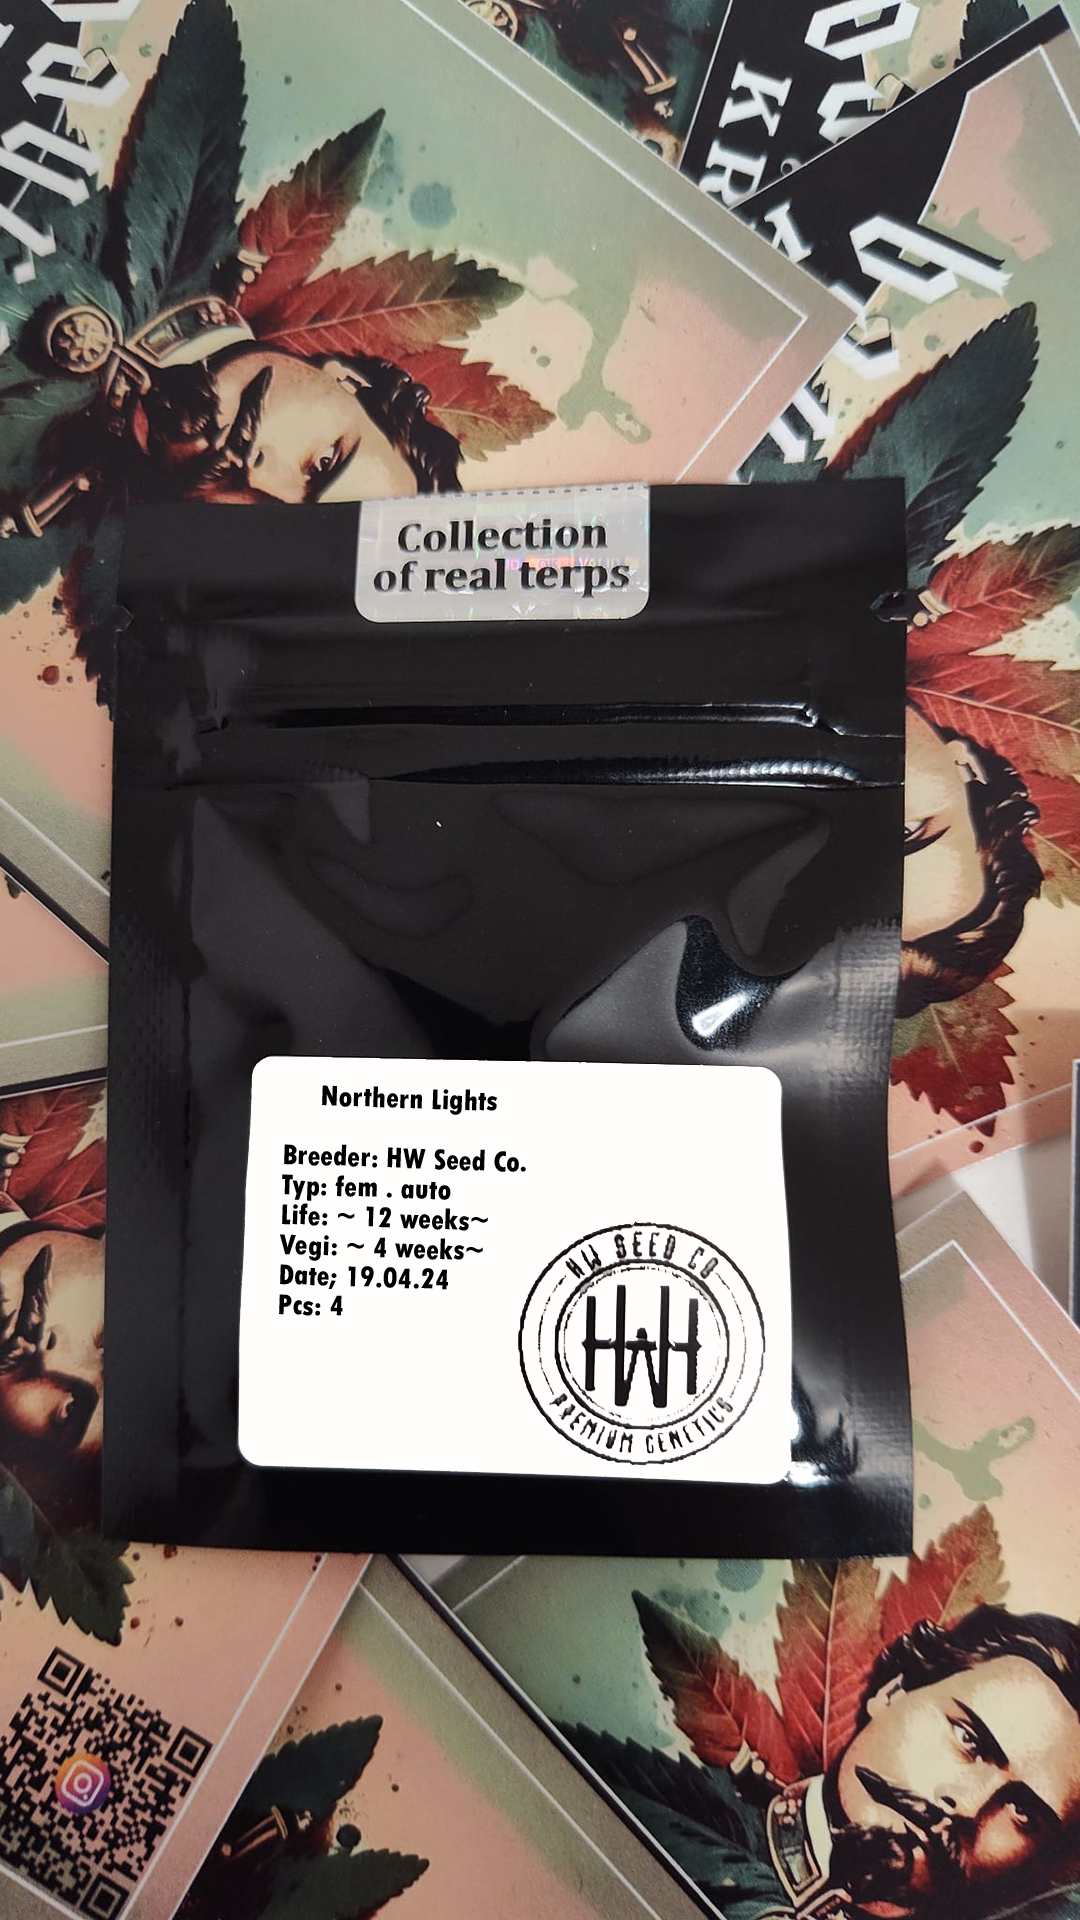 KR
Collection
of real terps
Northern Lights
Breeder: HW Seed Co.
Typ: fem . auto
Life: ~ 12 weeks~
Vegi: ~ 4 weeks~
Date; 19.04.24
Pcs: 4
HW SEED CO
HWH
PREMIUM GENETICS